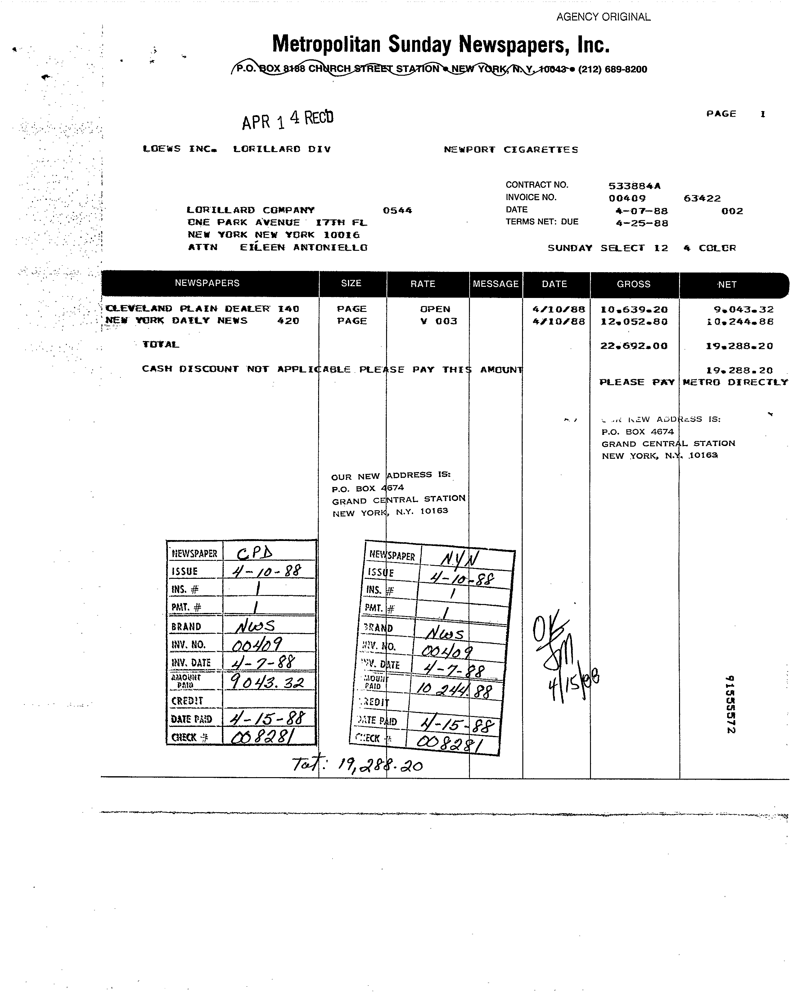 AGENCY ORIGINAL
Metropolitan Sunday Newspapers, Inc.
P.O. BOX 8188 CHURCH STREET STATION • NEW YORK, N.Y. 10043 • (212) 689-8200
PAGE 1
APR 14 REC'D
LOEWS INC. LORILLARD DIV NEWPORT CIGARETTES
CONTRACT NO. 533884A
INVOICE NO. 00409 63422
LORILLARD COMPANY 0544 DATE 4-07-88 002
ONE PARK AVENUE 17TH FL TERMS NET: DUE 4-25-88
NEW YORK NEW YORK 10016
ATTN EILEEN ANTONIELLO SUNDAY SELECT 12 4 COLOR
NEWSPAPERS SIZE RATE MESSAGE DATE GROSS NET
CLEVELAND PLAIN DEALER 140 PAGE OPEN 4/10/88 10.639.20 9.043.32
NEW YORK DAILY NEWS 420 PAGE V 003 4/10/88 12.052.80 10.244.88
TOTAL 22.692.00 19.288.20
CASH DISCOUNT NOT APPLICABLE PLEASE PAY THIS AMOUNT 19.288.20
PLEASE PAY METRO DIRECTLY
NEW ADDRESS IS:
P.O. BOX 4674
GRAND CENTRAL STATION
NEW YORK, N.Y. 10163
OUR NEW ADDRESS IS:
P.O. BOX 4674
GRAND CENTRAL STATION
NEW YORK, N.Y. 10163
NEWSPAPER CPD
ISSUE 4-10-88
INS. # 1
PMT. # 1
BRAND NWS
INV. NO. 00409
INV. DATE 4-7-88
AMOUNT PAID 9043.32
CREDIT
DATE PAID 4-15-88
CHECK # 008281
NEWSPAPER NYN
ISSUE 4-10-88
INS. # 1
PMT. # 1
BRAND NWS
INV. NO. 00409
INV. DATE 4-7-88
AMOUNT PAID 10 244.88
CREDIT
DATE PAID 4-15-88
CHECK # 008281
OK
4/15/88
Tot: 19,288.20
91555572